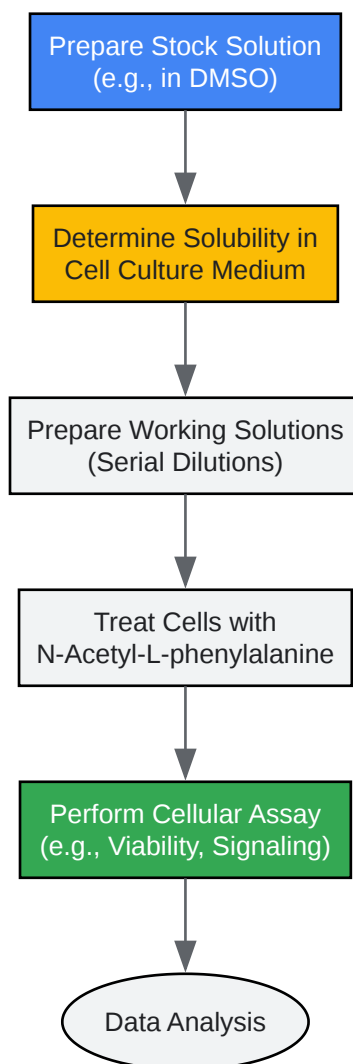 Prepare Stock Solution
(e.g., in DMSO)
Determine Solubility in
Cell Culture Medium
Prepare Working Solutions
(Serial Dilutions)
Treat Cells with
N-Acetyl-L-phenylalanine
Perform Cellular Assay
(e.g., Viability, Signaling)
Data Analysis